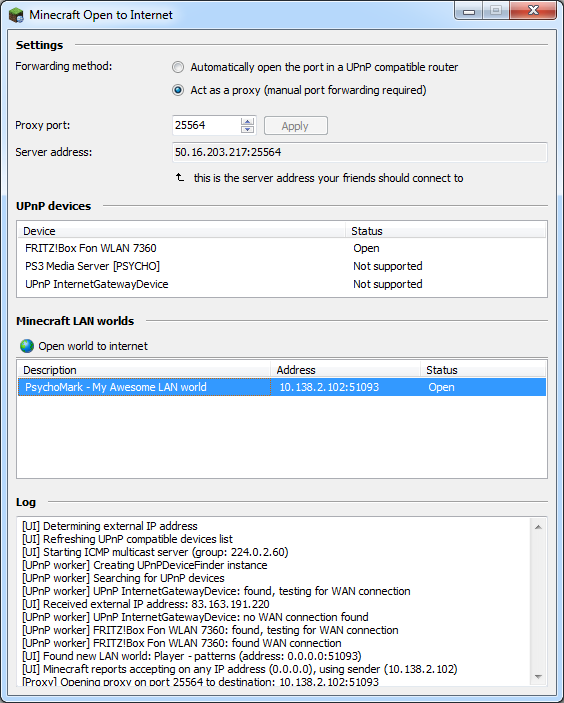 Minecraft Open to Internet
Settings
Forwarding method:
Automatically open the port in a UPnP compatible router
Act as a proxy (manual port forwarding required)
Proxy port:
25564
Apply
Server address:
50.16.203.217:25564
this is the server address your friends should connect to
UPnP devices
Device Status
FRITZ!Box Fon WLAN 7360 Open
PS3 Media Server [PSYCHO] Not supported
UPnP InternetGatewayDevice Not supported
Minecraft LAN worlds
Open world to internet
Description Address Status
PsychoMark - My Awesome LAN world 10.138.2.102:51093 Open
Log
[UI] Determining external IP address
[UI] Refreshing UPnP compatible devices list
[UI] Starting ICMP multicast server (group: 224.0.2.60)
[UPnP worker] Creating UPnPDeviceFinder instance
[UPnP worker] Searching for UPnP devices
[UPnP worker] UPnP InternetGatewayDevice: found, testing for WAN connection
[UI] Received external IP address: 83.163.191.220
[UPnP worker] UPnP InternetGatewayDevice: no WAN connection found
[UPnP worker] FRITZ!Box Fon WLAN 7360: found, testing for WAN connection
[UPnP worker] FRITZ!Box Fon WLAN 7360: found WAN connection
[UI] Found new LAN world: Player - patterns (address: 0.0.0.0:51093)
[UI] Minecraft reports accepting on any IP address (0.0.0.0), using sender (10.138.2.102)
[Proxy] Opening proxy on port 25564 to destination: 10.138.2.102:51093